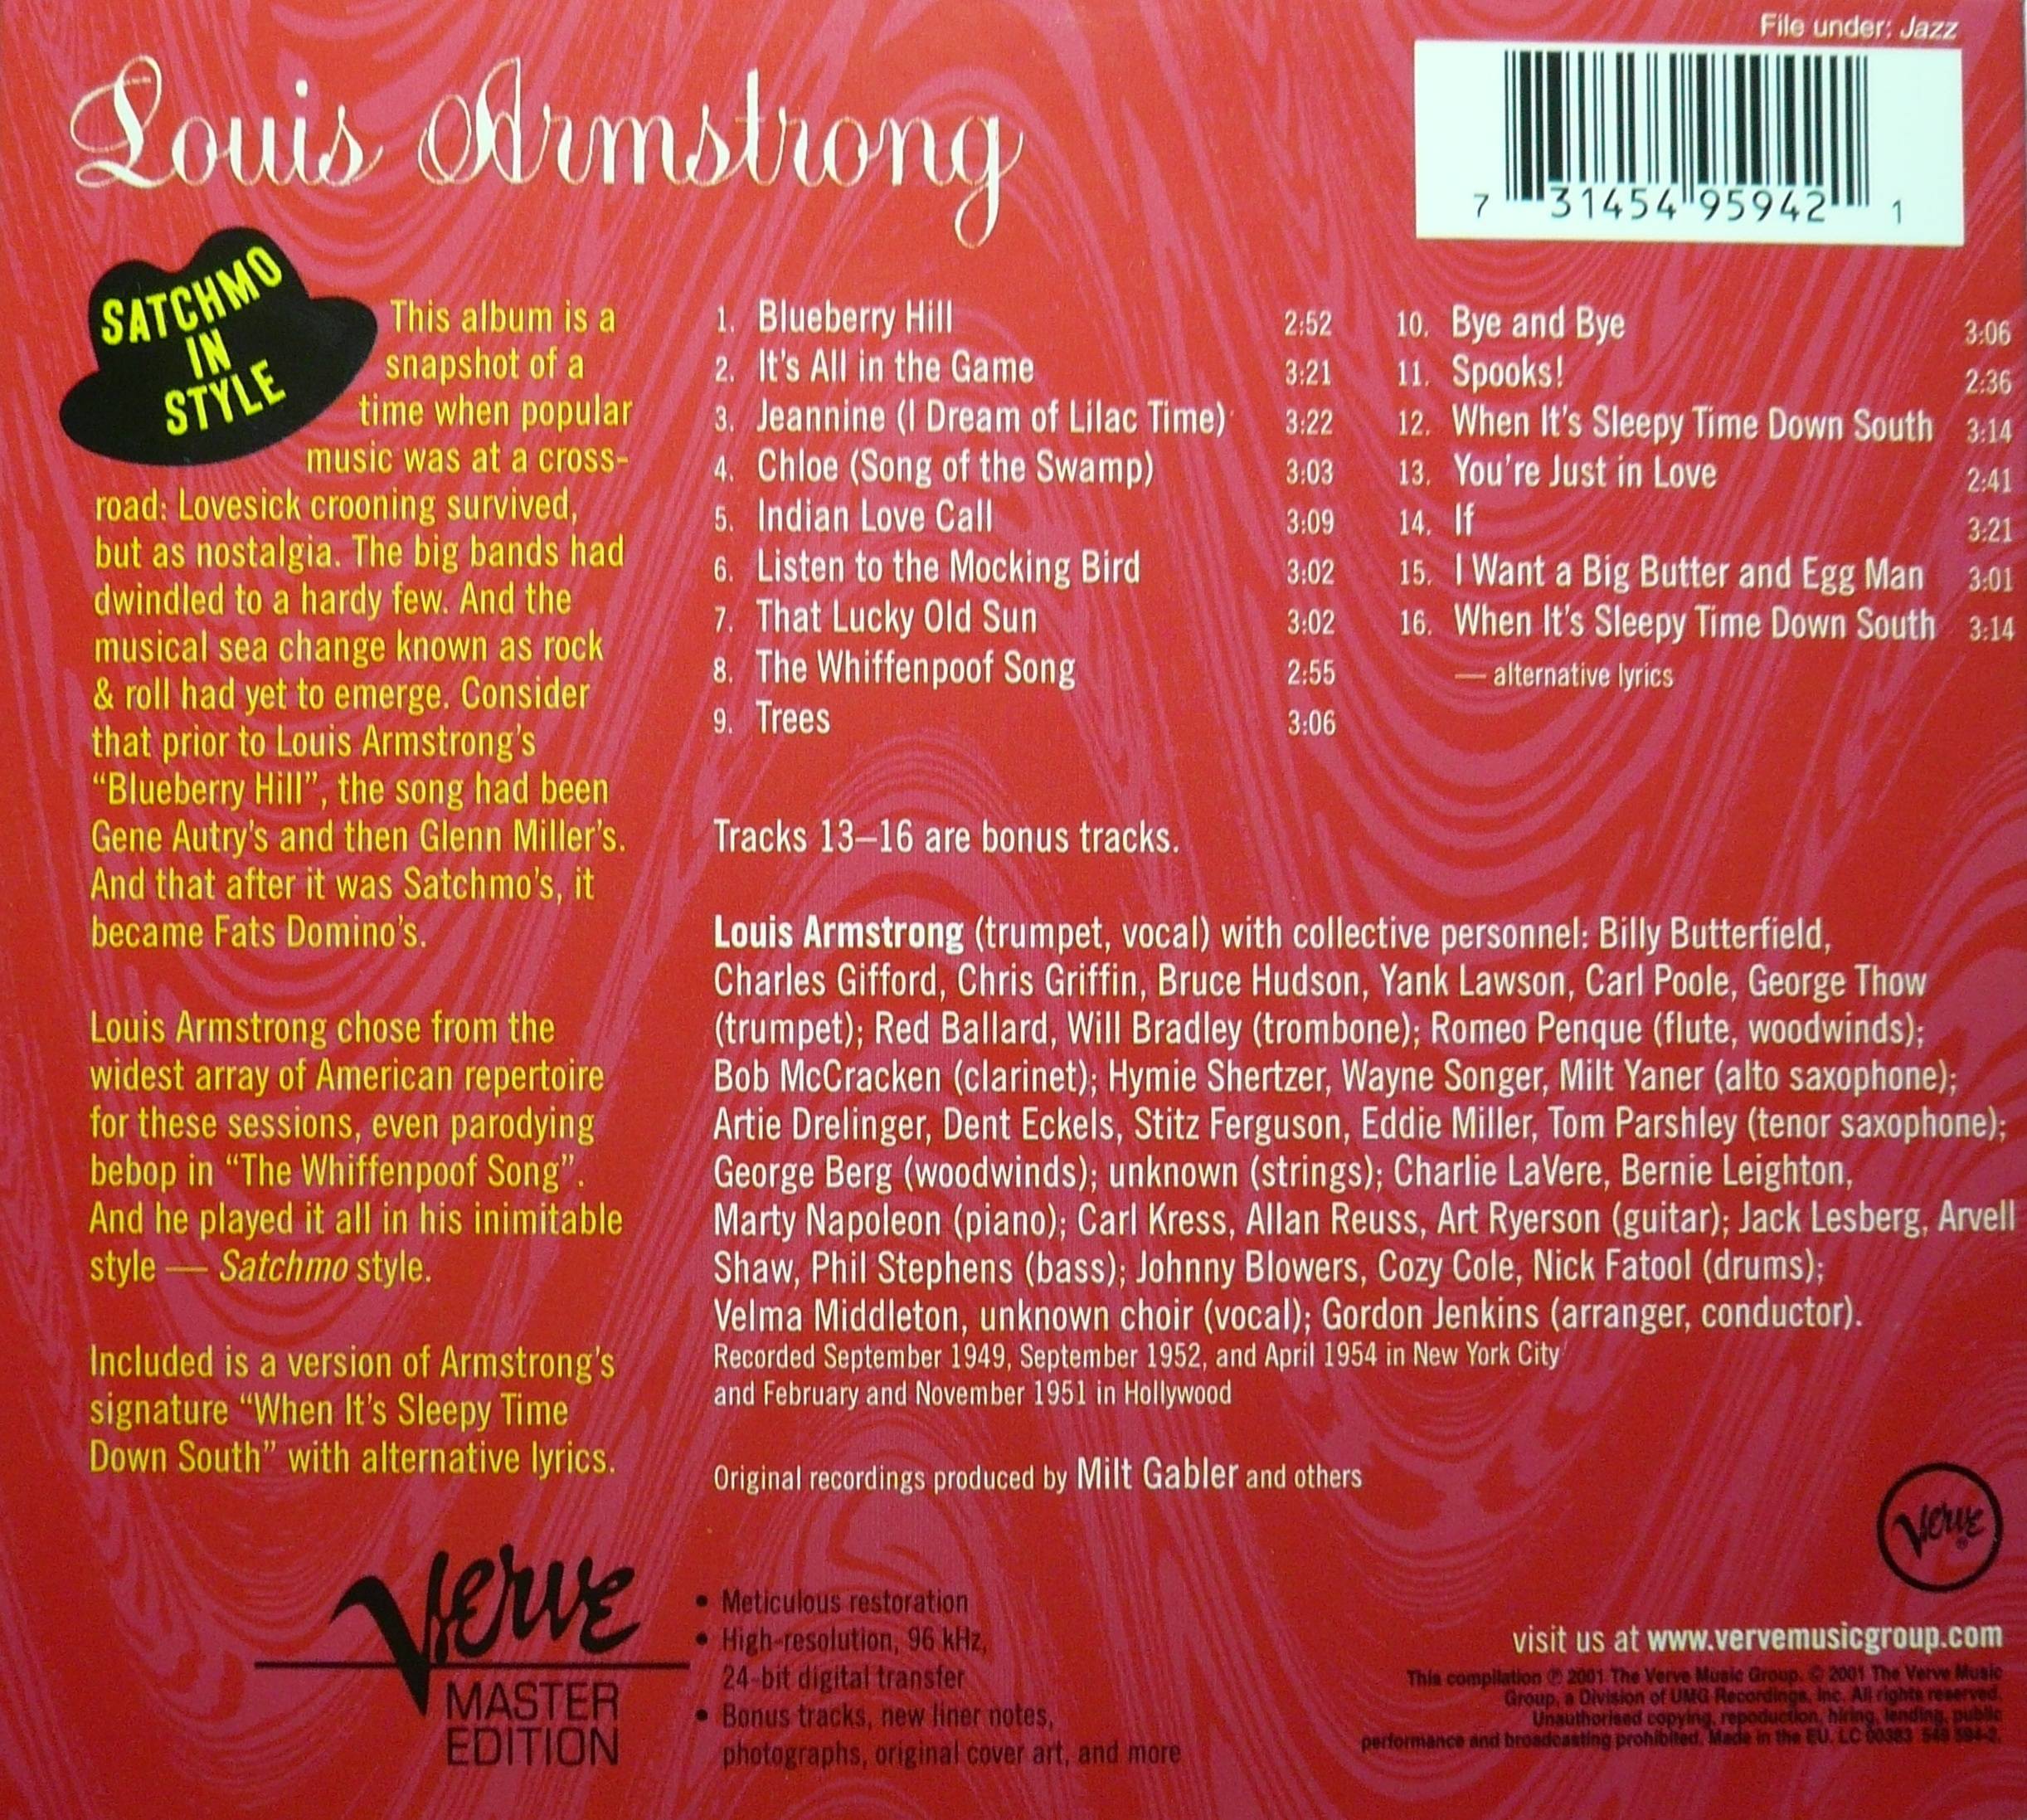 File under: Jazz
Louis Armstrong
7 31454 95942 1
SATCHMO
IN
STYLE
This album is a
snapshot of a
time when popular
music was at a cross-
road: Lovesick crooning survived,
but as nostalgia. The big bands had
dwindled to a hardy few. And the
musical sea change known as rock
& roll had yet to emerge. Consider
that prior to Louis Armstrong's
“Blueberry Hill”, the song had been
Gene Autry's and then Glenn Miller's.
And that after it was Satchmo's, it
became Fats Domino's.
Louis Armstrong chose from the
widest array of American repertoire
for these sessions, even parodying
bebop in “The Whiffenpoof Song”.
And he played it all in his inimitable
style — Satchmo style.
Included is a version of Armstrong's
signature “When It's Sleepy Time
Down South” with alternative lyrics.
1. Blueberry Hill 2:52
2. It's All in the Game 3:21
3. Jeannine (I Dream of Lilac Time) 3:22
4. Chloe (Song of the Swamp) 3:03
5. Indian Love Call 3:09
6. Listen to the Mocking Bird 3:02
7. That Lucky Old Sun 3:02
8. The Whiffenpoof Song 2:55
9. Trees 3:06
10. Bye and Bye 3:06
11. Spooks! 2:36
12. When It's Sleepy Time Down South 3:14
13. You're Just in Love 2:41
14. If 3:21
15. I Want a Big Butter and Egg Man 3:01
16. When It's Sleepy Time Down South 3:14
— alternative lyrics
Tracks 13–16 are bonus tracks.
Louis Armstrong (trumpet, vocal) with collective personnel: Billy Butterfield,
Charles Gifford, Chris Griffin, Bruce Hudson, Yank Lawson, Carl Poole, George Thow
(trumpet); Red Ballard, Will Bradley (trombone); Romeo Penque (flute, woodwinds);
Bob McCracken (clarinet); Hymie Shertzer, Wayne Songer, Milt Yaner (alto saxophone);
Artie Drelinger, Dent Eckels, Stitz Ferguson, Eddie Miller, Tom Parshley (tenor saxophone);
George Berg (woodwinds); unknown (strings); Charlie LaVere, Bernie Leighton,
Marty Napoleon (piano); Carl Kress, Allan Reuss, Art Ryerson (guitar); Jack Lesberg, Arvell
Shaw, Phil Stephens (bass); Johnny Blowers, Cozy Cole, Nick Fatool (drums);
Velma Middleton, unknown choir (vocal); Gordon Jenkins (arranger, conductor).
Recorded September 1949, September 1952, and April 1954 in New York City
and February and November 1951 in Hollywood
Original recordings produced by Milt Gabler and others
Verve
MASTER
EDITION
• Meticulous restoration
• High-resolution, 96 kHz,
24-bit digital transfer
• Bonus tracks, new liner notes,
photographs, original cover art, and more
Verve®
visit us at www.vervemusicgroup.com
This compilation ℗ 2001 The Verve Music Group. © 2001 The Verve Music
Group, a Division of UMG Recordings, Inc. All rights reserved.
Unauthorised copying, repoduction, hiring, lending, public
performance and broadcasting prohibited. Made in the EU. LC 00383 549 594-2.